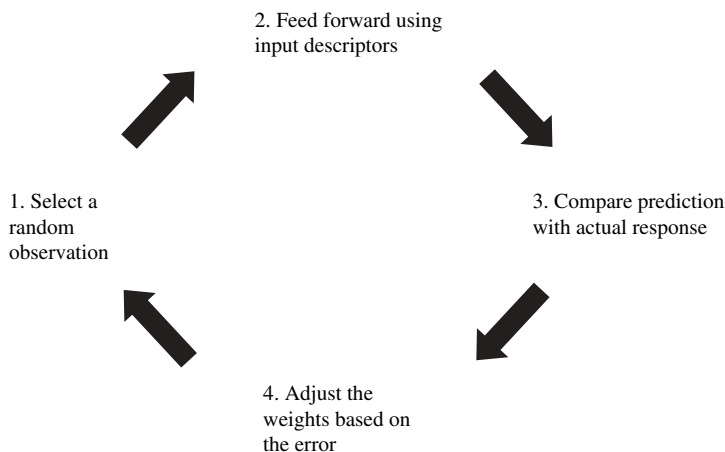 1. Select a
random
observation
2. Feed forward using
input descriptors
3. Compare prediction
with actual response
4. Adjust the
weights based on
the error